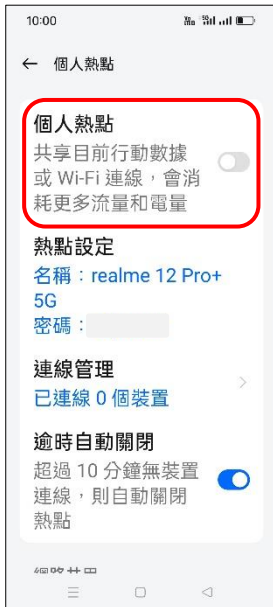 10:00
← 個人熱點
個人熱點
共享目前行動數據
或 Wi-Fi 連線，會消
耗更多流量和電量
熱點設定
名稱：realme 12 Pro+
5G
密碼：
連線管理
已連線 0 個裝置
逾時自動關閉
超過 10 分鐘無裝置
連線，則自動關閉
熱點